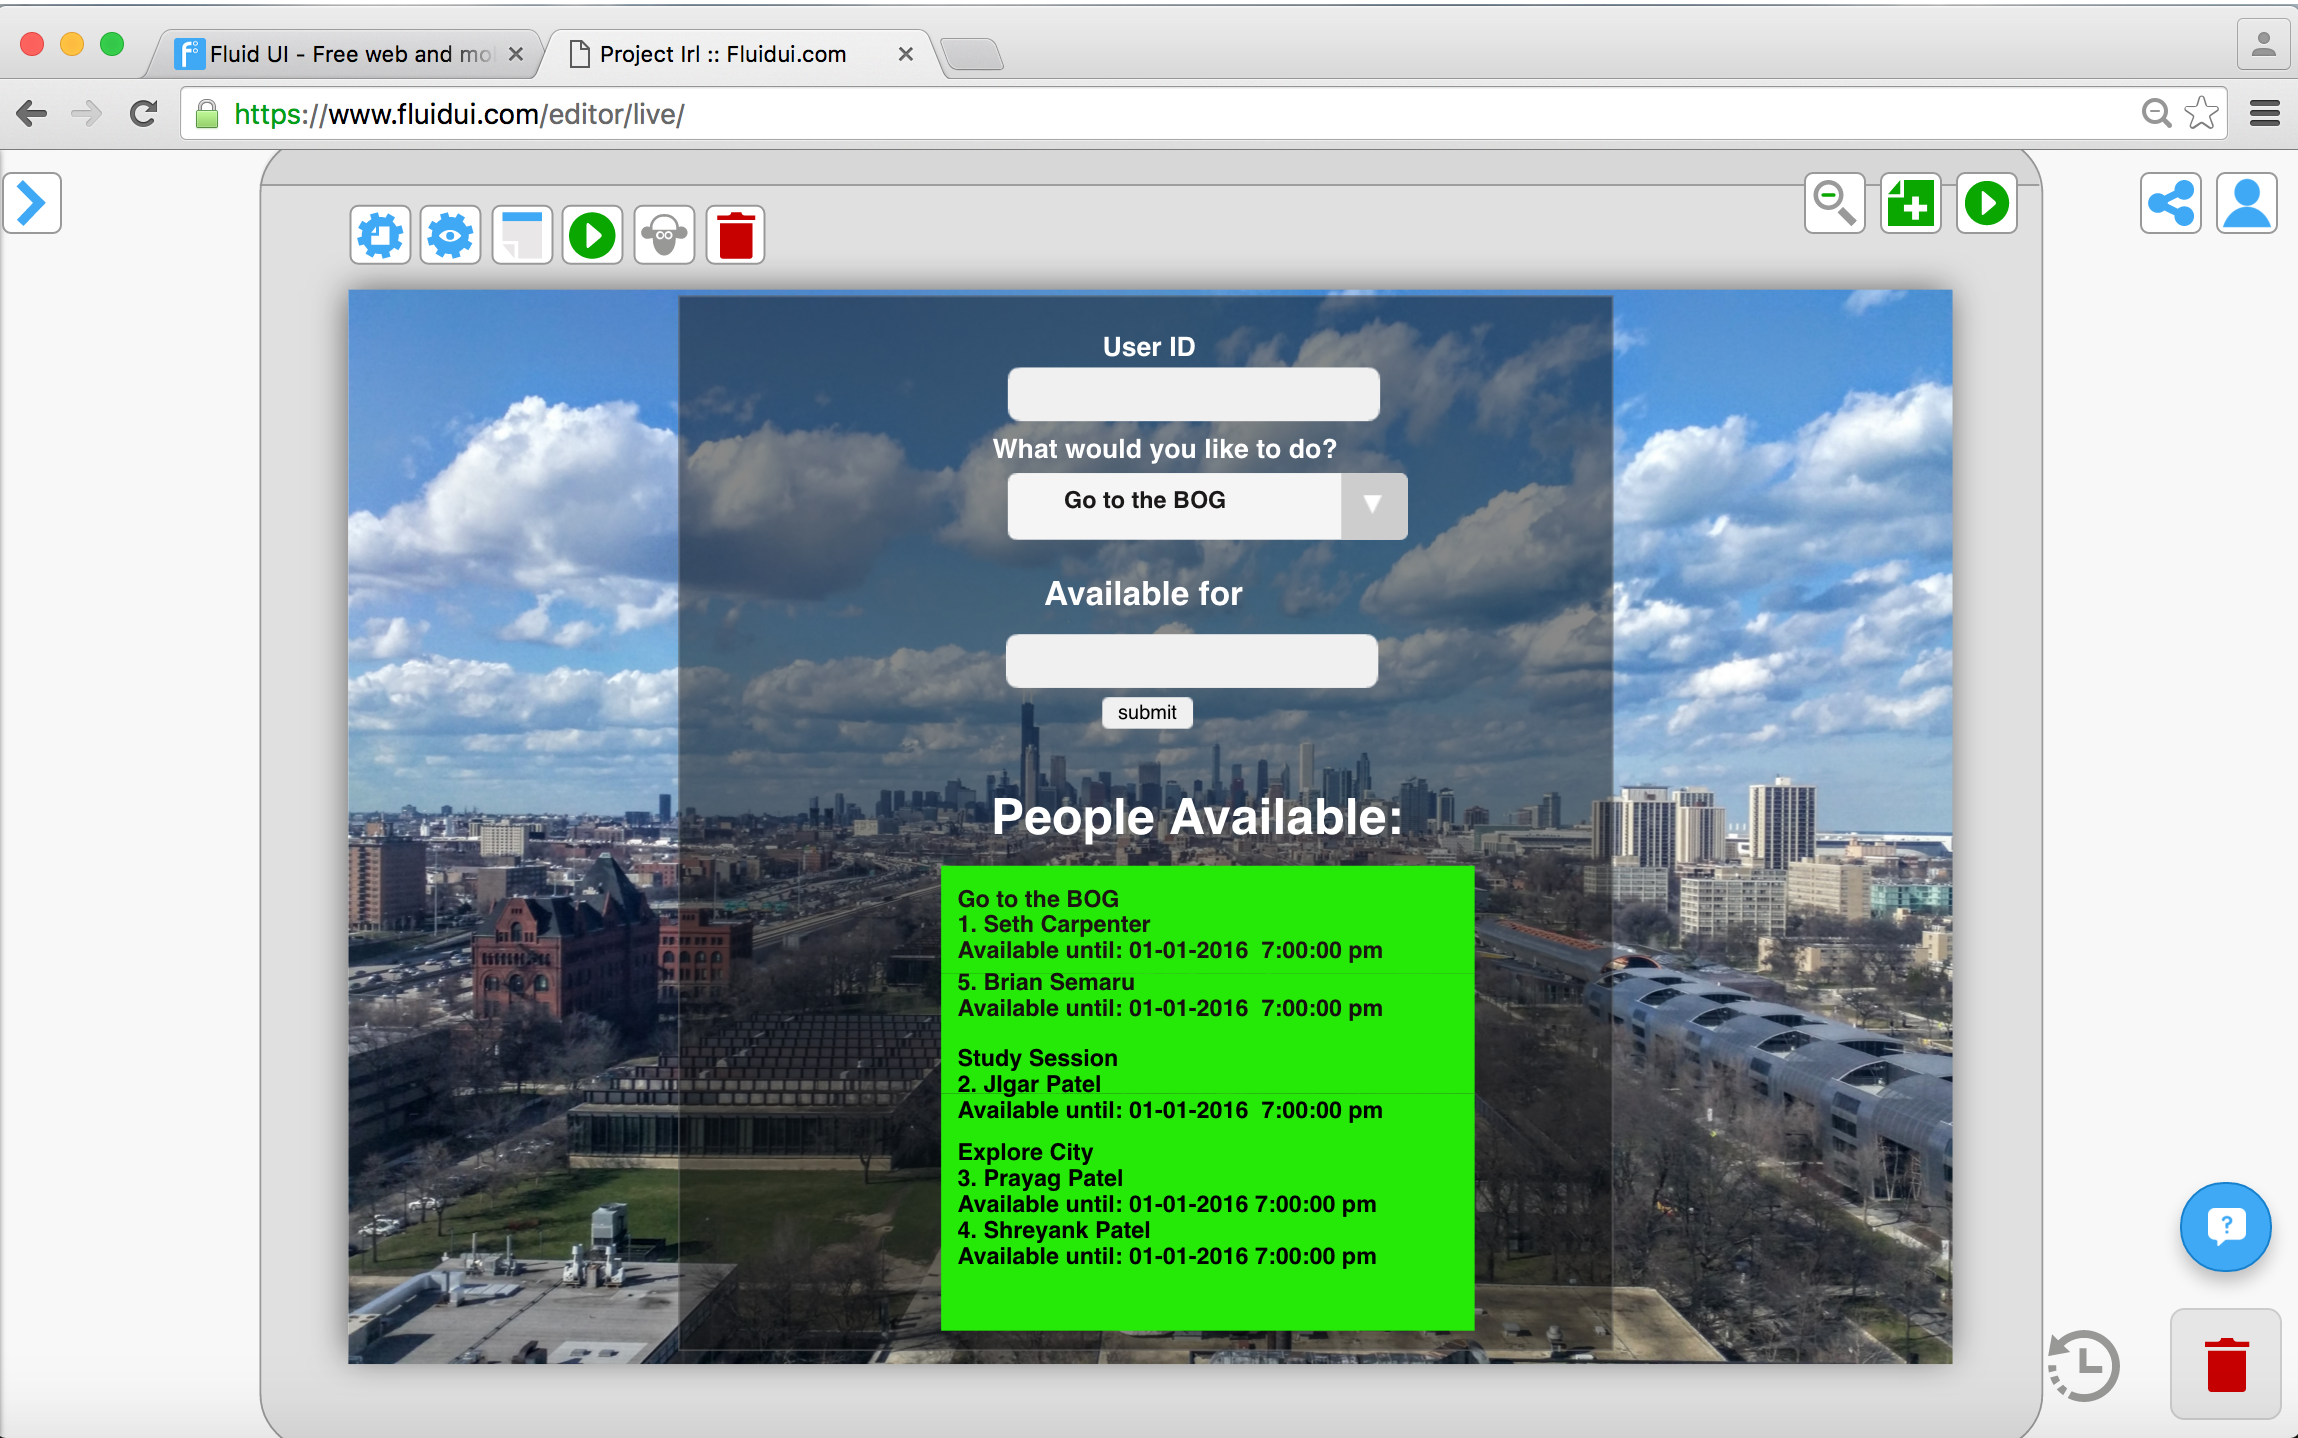 Fluid UI - Free web and mo
Project Irl :: Fluidui.com
https://www.fluidui.com/editor/live/
User ID
What would you like to do?
Go to the BOG
Available for
submit
People Available:
Go to the BOG
1. Seth Carpenter
Available until: 01-01-2016 7:00:00 pm
5. Brian Semaru
Available until: 01-01-2016 7:00:00 pm
Study Session
2. JIgar Patel
Available until: 01-01-2016 7:00:00 pm
Explore City
3. Prayag Patel
Available until: 01-01-2016 7:00:00 pm
4. Shreyank Patel
Available until: 01-01-2016 7:00:00 pm